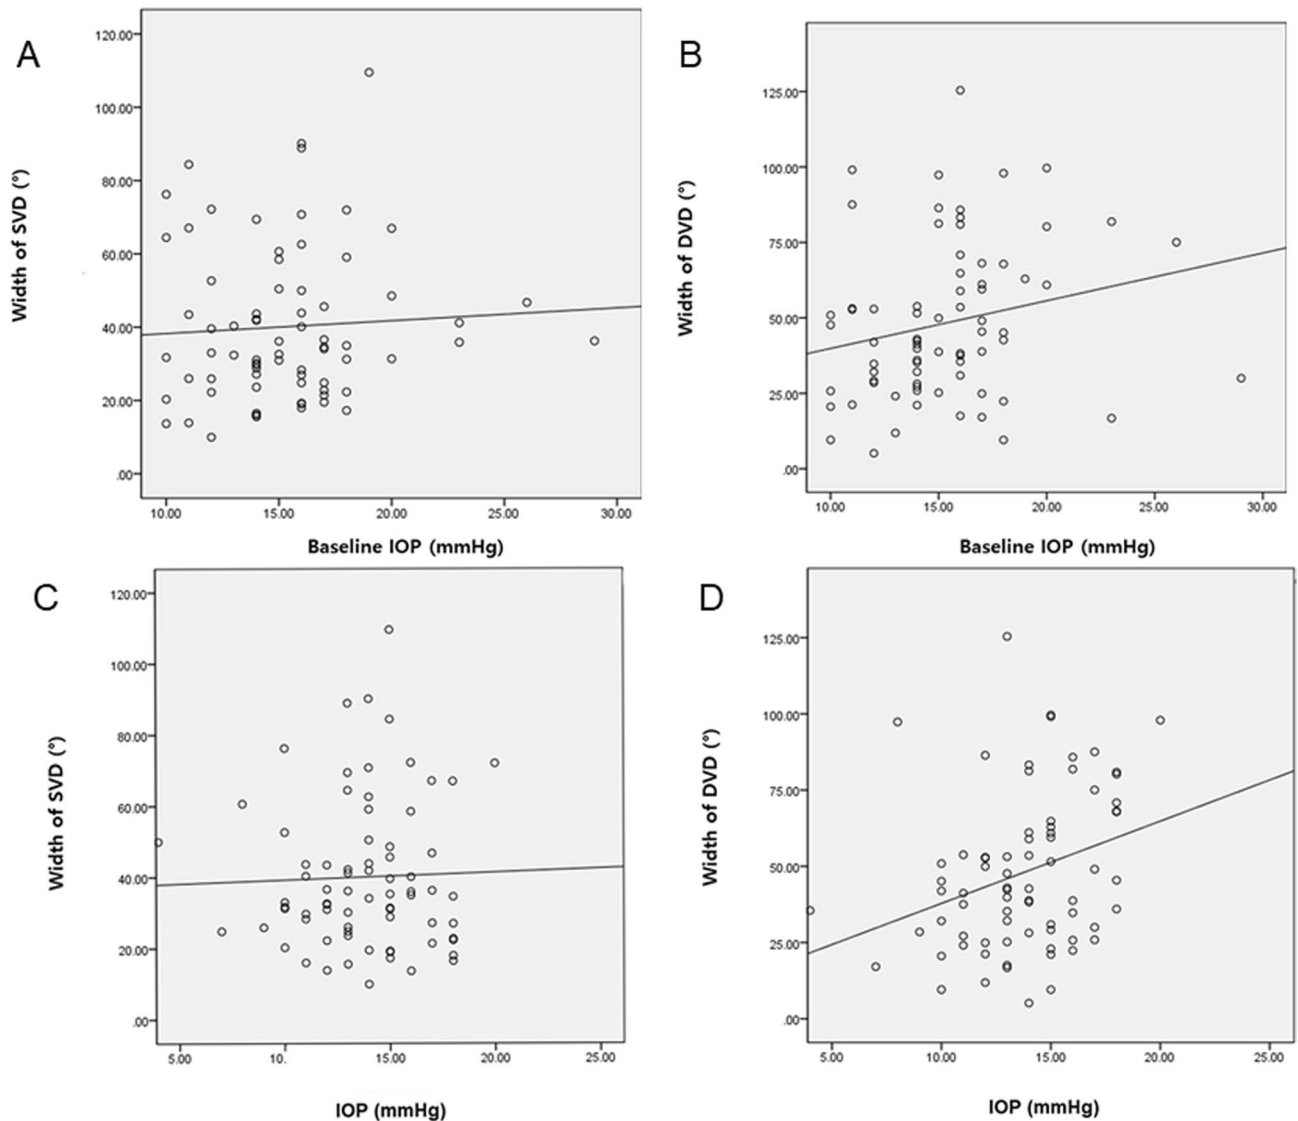 A
Width of SVD (°)
120.00
100.00
80.00
60.00
40.00
20.00
.00
10.00 15.00 20.00 25.00 30.00
Baseline IOP (mmHg)
B
Width of DVD (°)
125.00
100.00
75.00
50.00
25.00
.00
10.00 15.00 20.00 25.00 30.00
Baseline IOP (mmHg)
C
Width of SVD (°)
120.00
100.00
80.00
60.00
40.00
20.00
.00
5.00 10. 15.00 20.00 25.00
IOP (mmHg)
D
Width of DVD (°)
125.00
100.00
75.00
50.00
25.00
.00
5.00 10.00 15.00 20.00 25.00
IOP (mmHg)